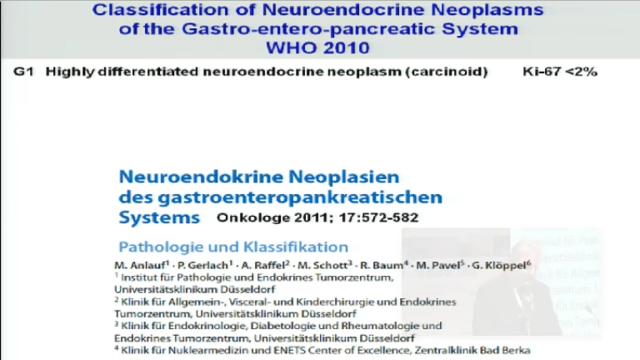 Classification of Neuroendocrine Neoplasms
of the Gastro-entero-pancreatic System
WHO 2010
G1 Highly differentiated neuroendocrine neoplasm (carcinoid) Ki-67 <2%
Neuroendokrine Neoplasien
des gastroenteropankreatischen
Systems Onkologe 2011; 17:572-582
Pathologie und Klassifikation
M. Anlauf¹ · P. Gerlach¹ · A. Raffel² · M. Schott³ · R. Baum⁴ · M. Pavel⁵ · G. Klöppel⁶
¹ Institut für Pathologie und Endokrines Tumorzentrum,
Universitätsklinikum Düsseldorf
² Klinik für Allgemein-, Visceral- und Kinderchirurgie und Endokrines
Tumorzentrum, Universitätsklinikum Düsseldorf
³ Klinik für Endokrinologie, Diabetologie und Rheumatologie und
Endokrines Tumorzentrum, Universitätsklinikum Düsseldorf
⁴ Klinik für Nuklearmedizin und ENETS Center of Excellence, Zentralklinik Bad Berka